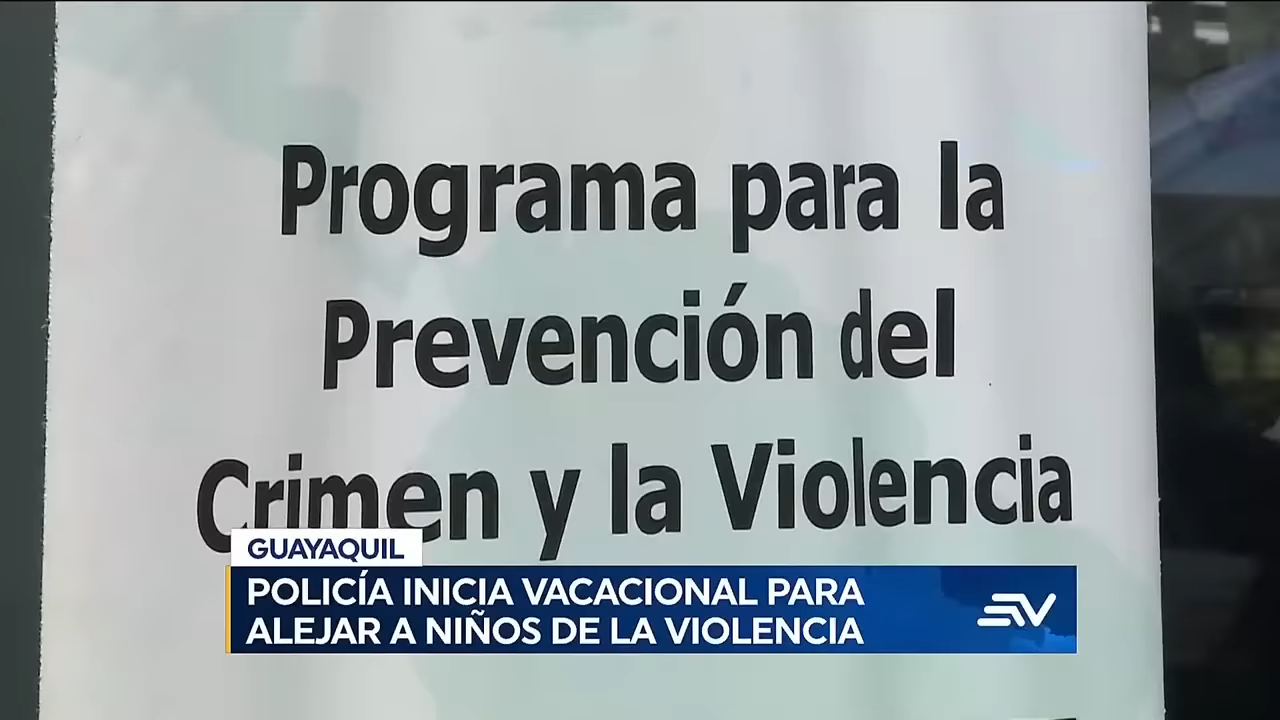 Programa para la
Prevención del
Crimen y la Violencia
GUAYAQUIL
POLICÍA INICIA VACACIONAL PARA
ALEJAR A NIÑOS DE LA VIOLENCIA